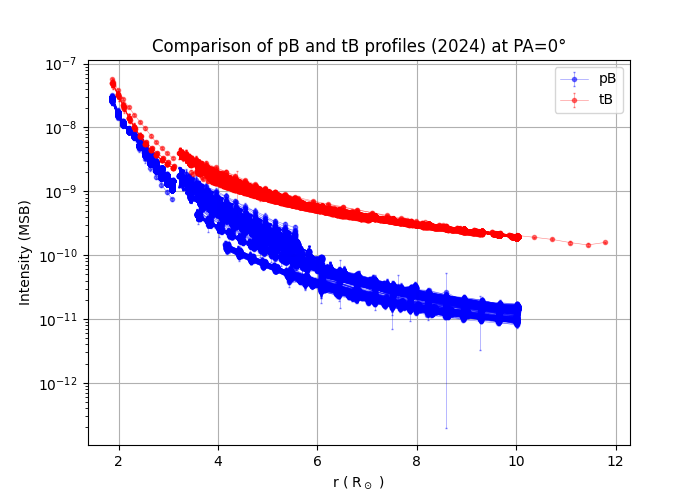 Comparison of pB and tB profiles (2024) at PA=0°
pB
tB
Intensity (MSB)
10⁻⁷
10⁻⁸
10⁻⁹
10⁻¹⁰
10⁻¹¹
10⁻¹²
2 4 6 8 10 12
r ( R⊙ )